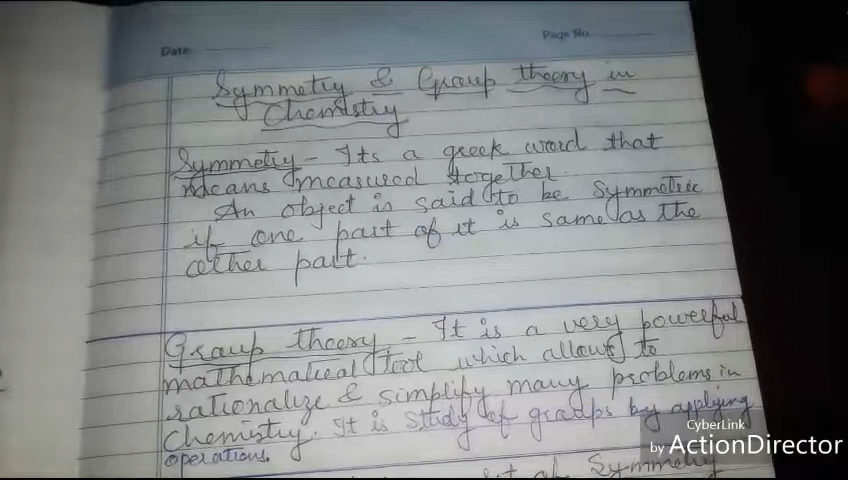 Date
Page No.
Symmetry & Group theory in
Chemistry
Symmetry - Its a greek word that
means measured together.
An object is said to be symmetric
if one part of it is same as the
other part.
Group theory - It is a very powerful
mathematical tool which allows to
rationalize & simplify many problems in
chemistry. It is study of groups by applying
operations.
of Symmetry
CyberLink
by ActionDirector